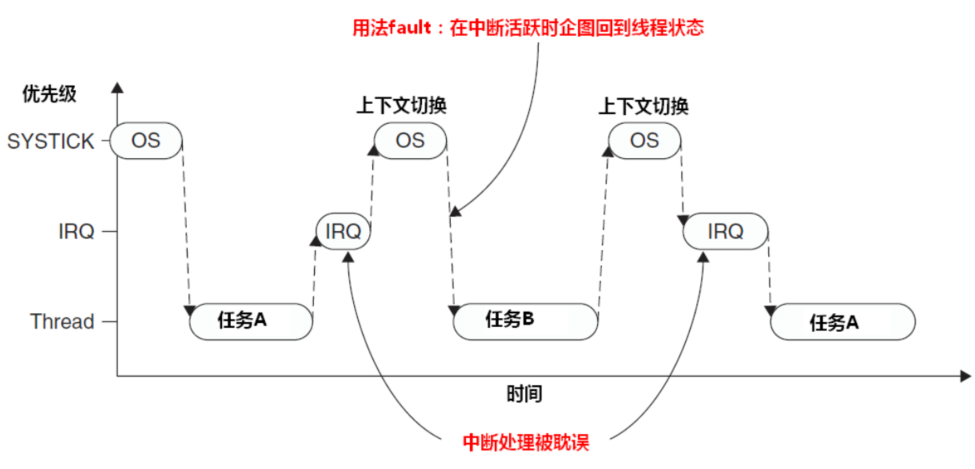 用法fault：在中断活跃时企图回到线程状态
优先级
上下文切换
上下文切换
SYSTICK
OS
OS
OS
IRQ
IRQ
IRQ
Thread
任务A
任务B
任务A
时间
中断处理被耽误